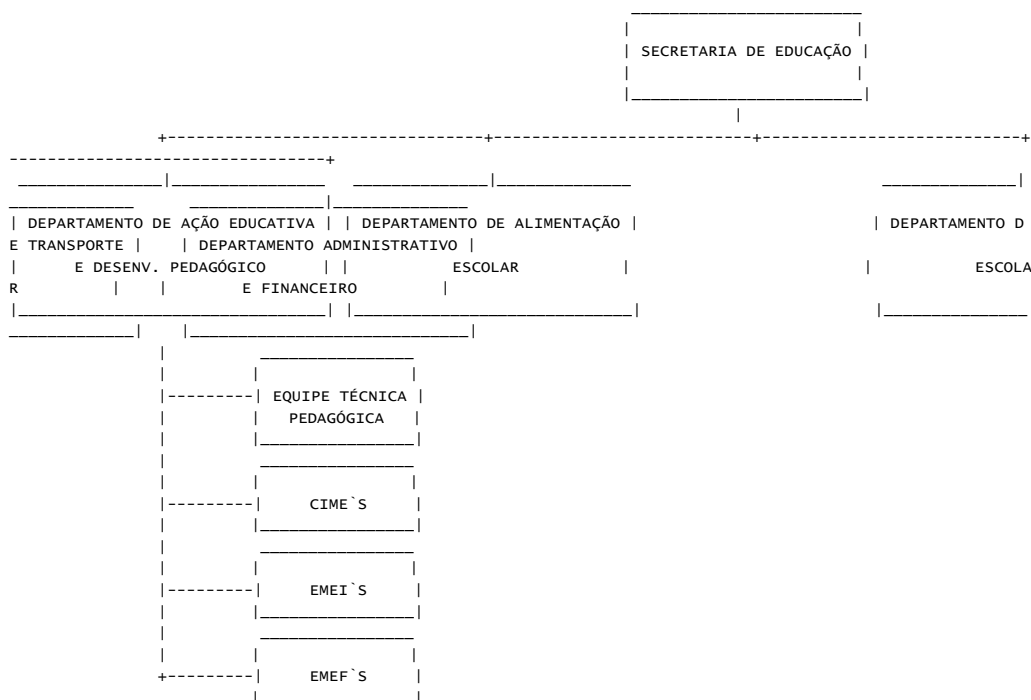 SECRETARIA DE EDUCAÇÃO
DEPARTAMENTO DE AÇÃO EDUCATIVA DEPARTAMENTO DE ALIMENTAÇÃO DEPARTAMENTO D
E TRANSPORTE DEPARTAMENTO ADMINISTRATIVO
E DESENV. PEDAGÓGICO ESCOLAR ESCOLA
R E FINANCEIRO
EQUIPE TÉCNICA
PEDAGÓGICA
CIME`S
EMEI`S
EMEF`S